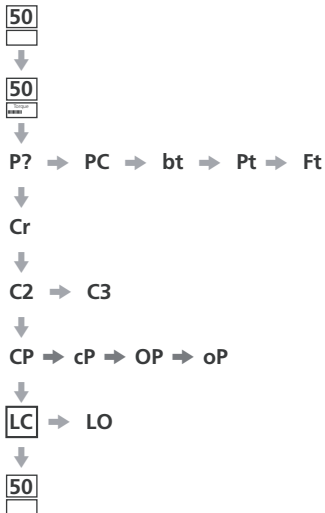 50
50
Torque
P? PC bt Pt Ft
Cr
C2 C3
CP cP OP oP
LC LO
50